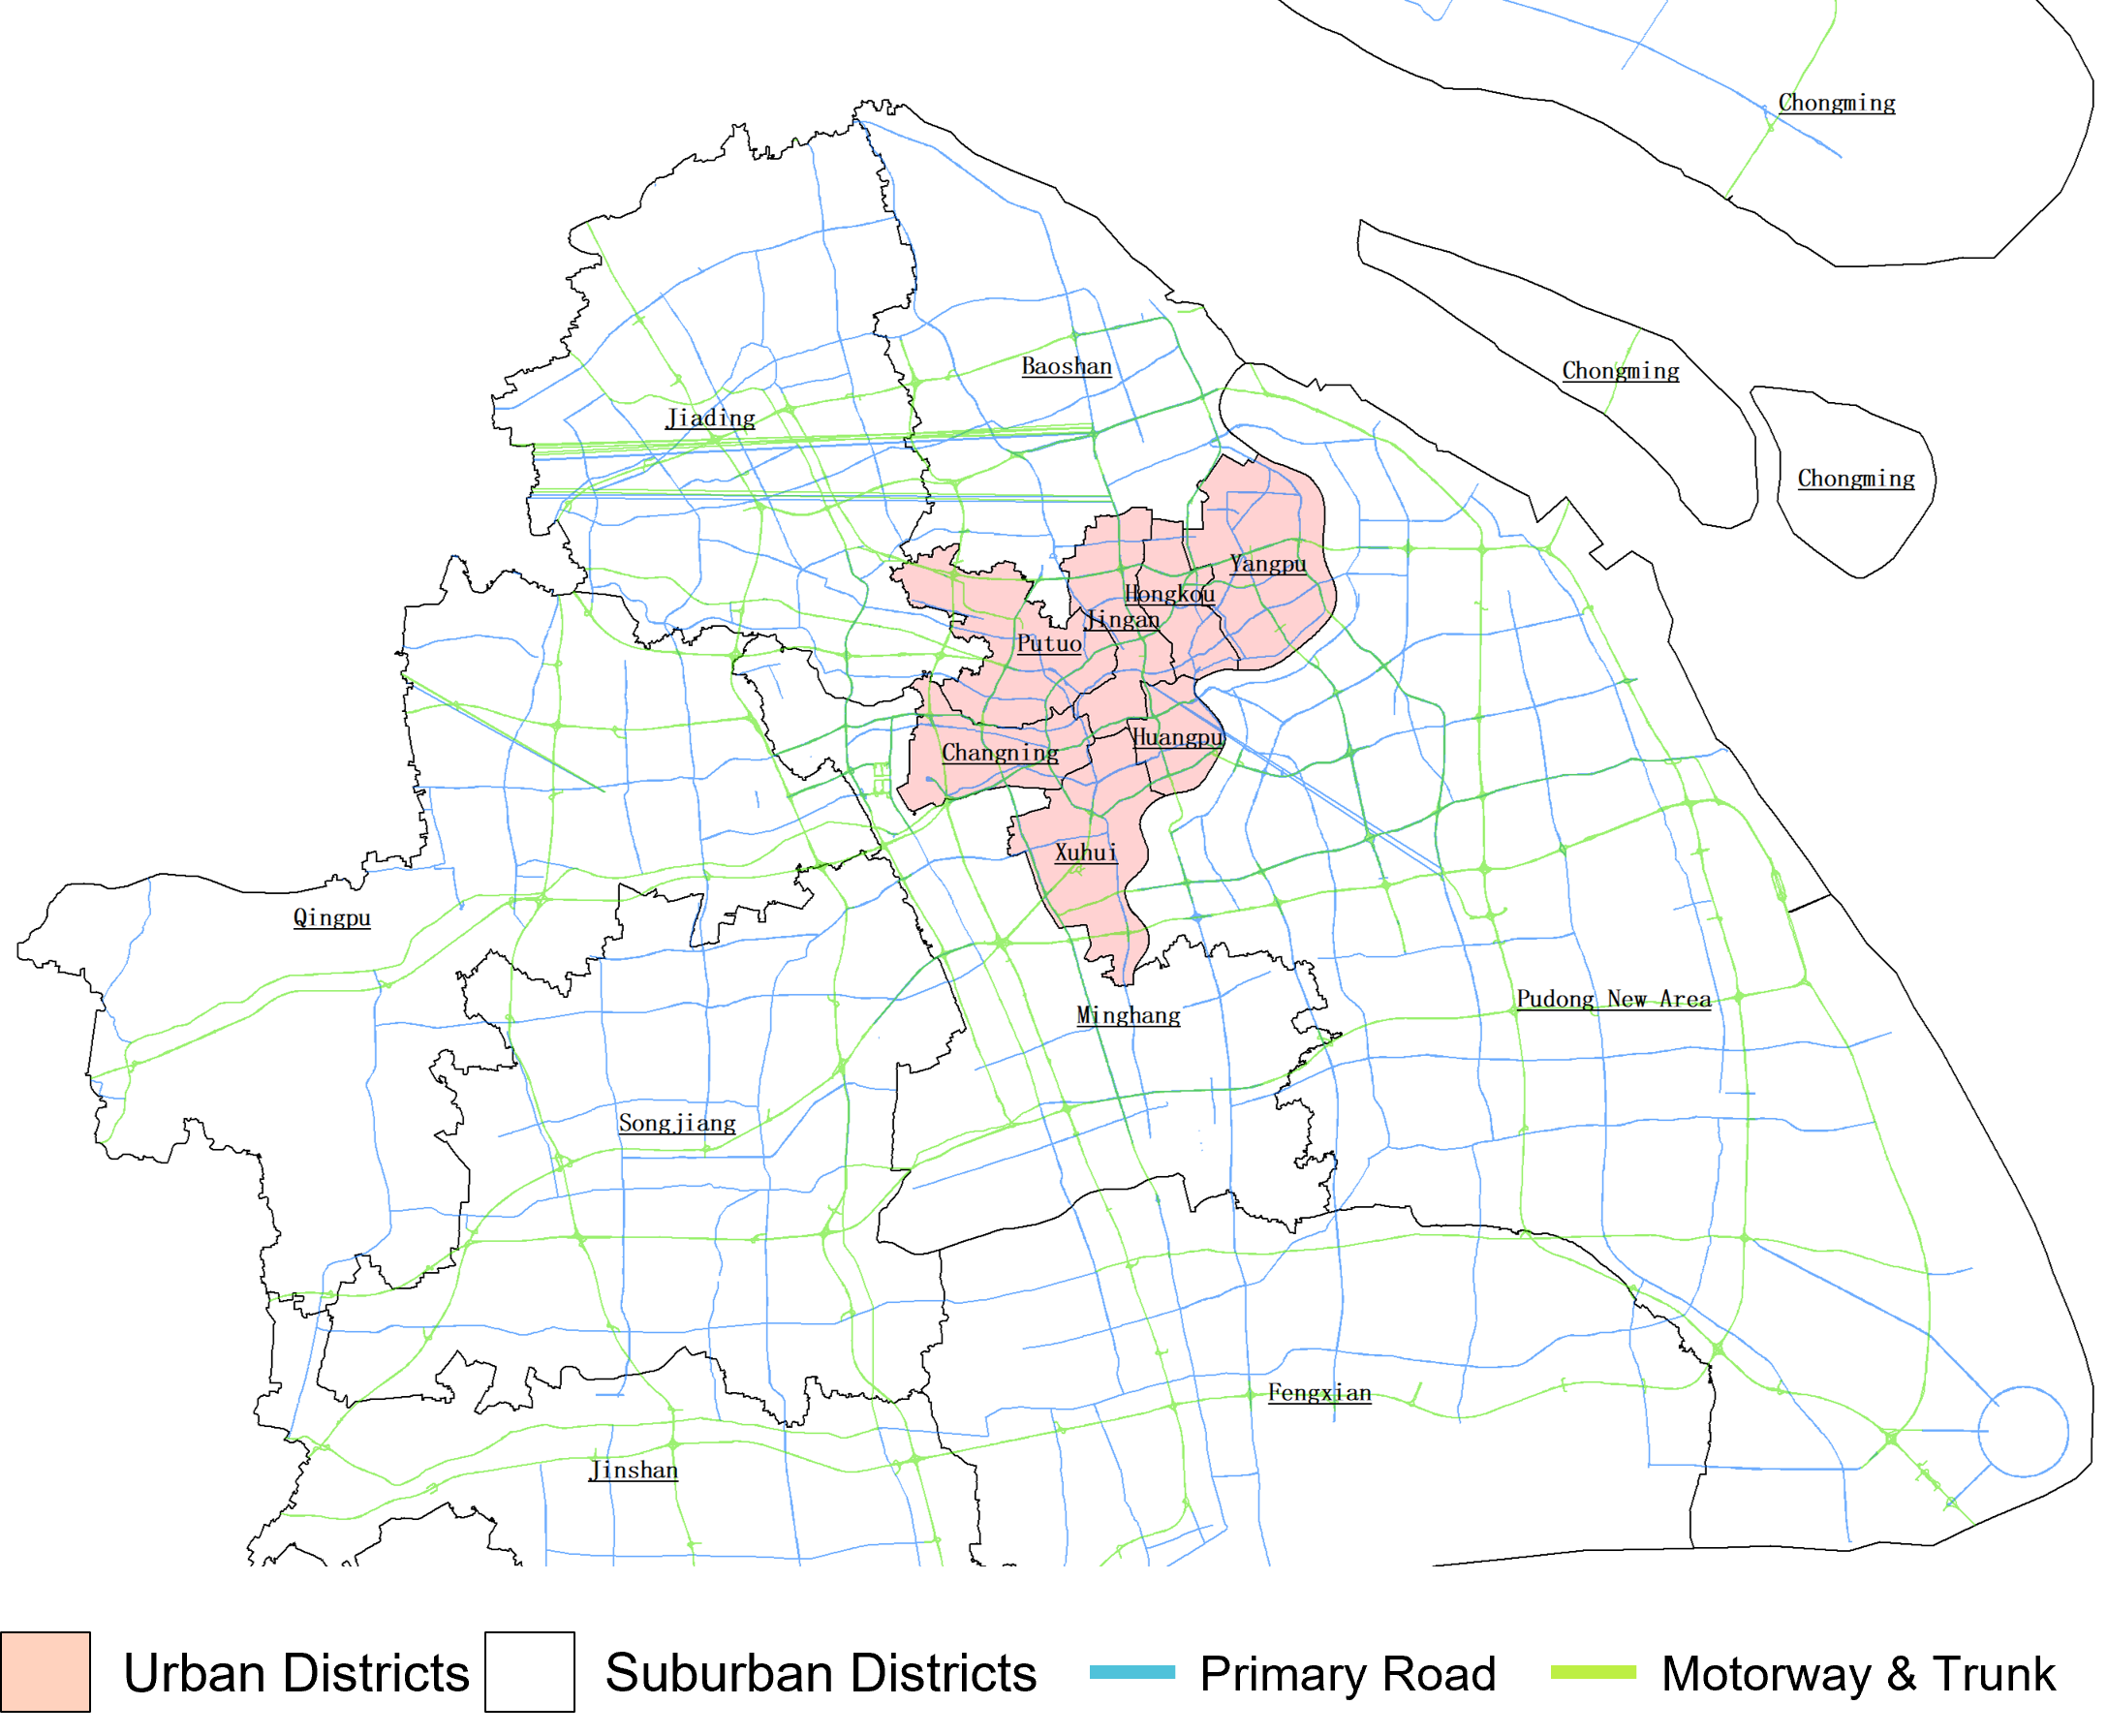 Chongming
Baoshan
Chongming
Jiading
Chongming
Yangpu
Hongkou
Jingan
Putuo
Huangpu
Changning
Xuhui
Qingpu
Pudong New Area
Minghang
Songjiang
Fengxian
Jinshan
Urban Districts
Suburban Districts
Primary Road
Motorway & Trunk